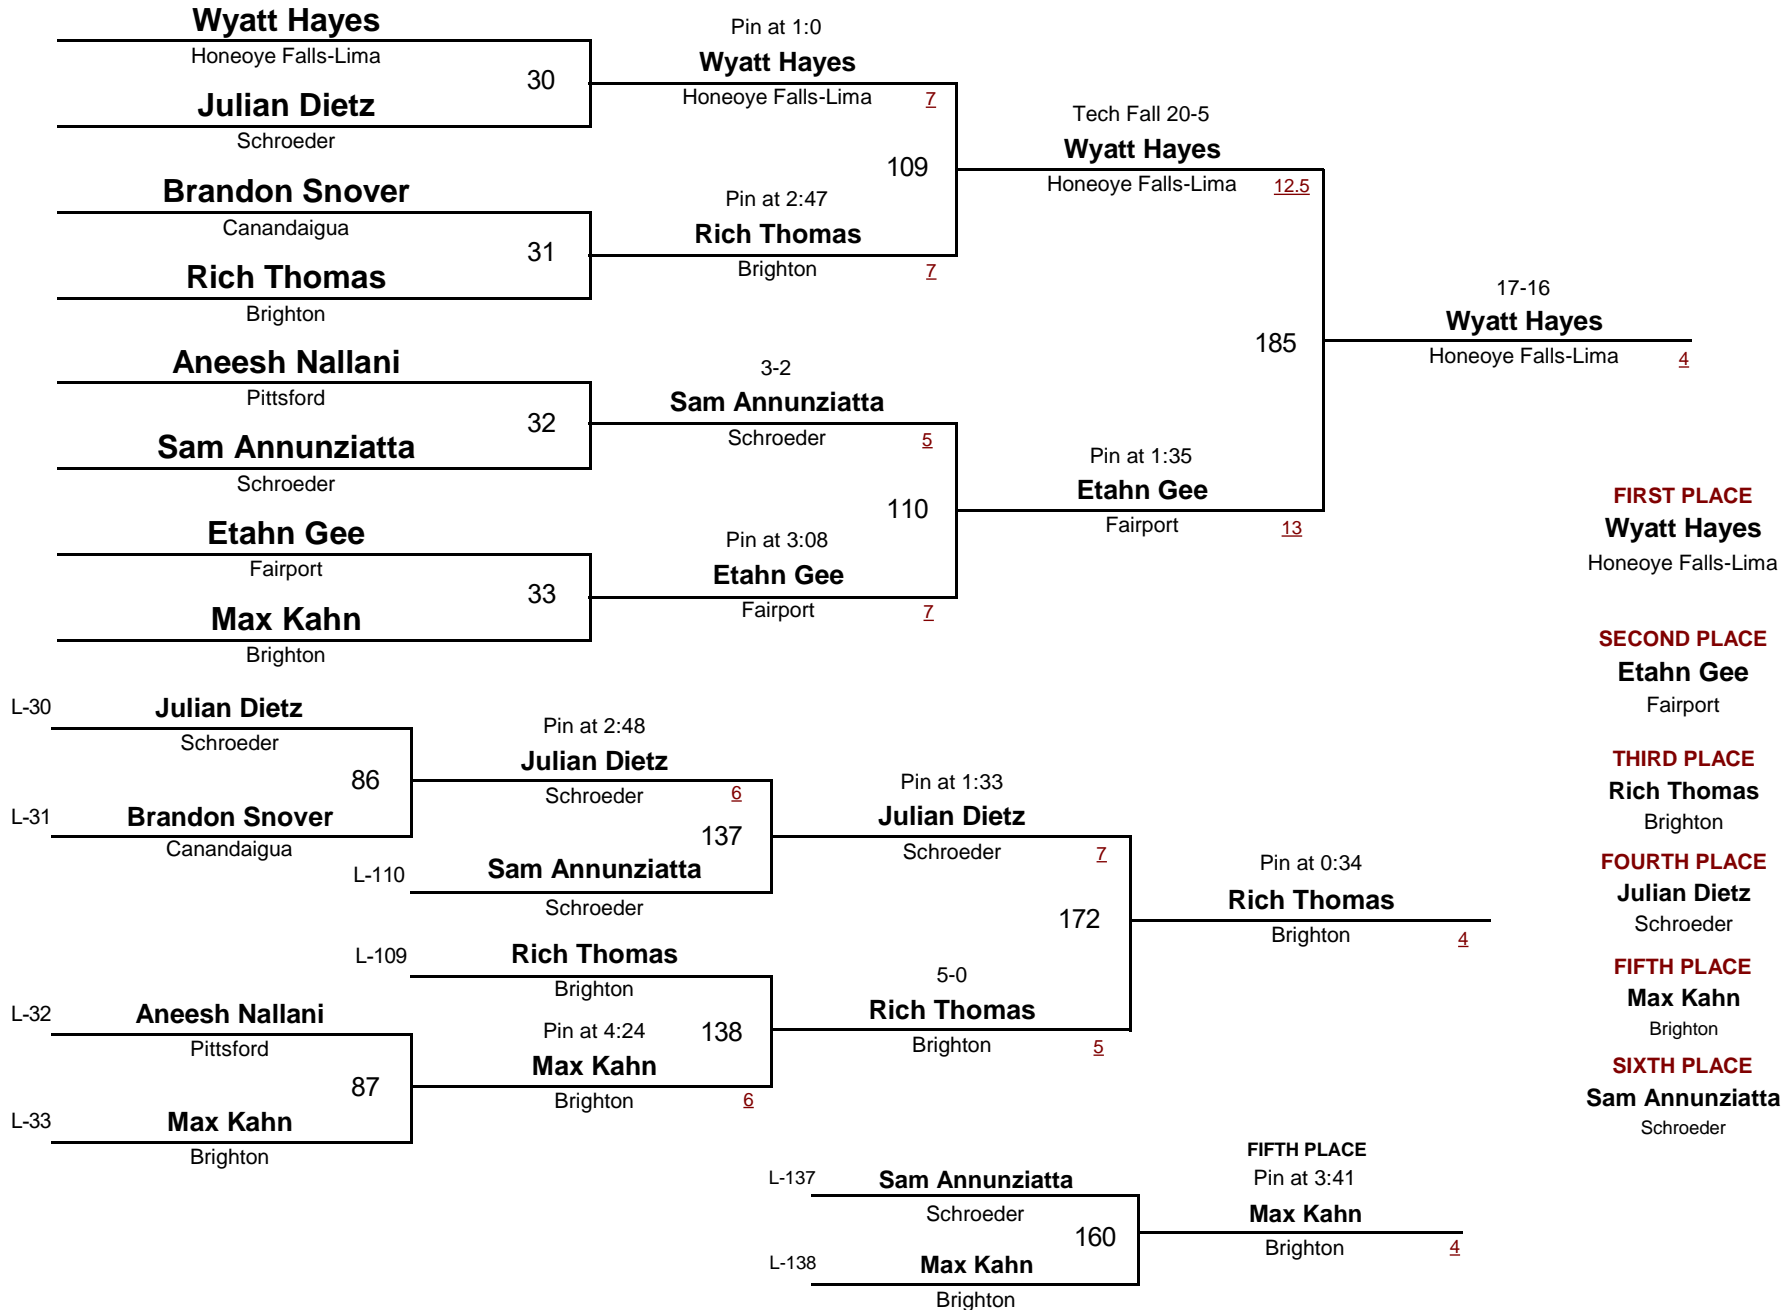 Wyatt Hayes
Honeoye Falls-Lima
30
Julian Dietz
Schroeder
Brandon Snover
Canandaigua
31
Rich Thomas
Brighton
Aneesh Nallani
Pittsford
32
Sam Annunziatta
Schroeder
Etahn Gee
Fairport
33
Max Kahn
Brighton
Pin at 1:0
Wyatt Hayes
Honeoye Falls-Lima 7
109
Pin at 2:47
Rich Thomas
Brighton 7
3-2
Sam Annunziatta
Schroeder 5
110
Pin at 3:08
Etahn Gee
Fairport 7
Tech Fall 20-5
Wyatt Hayes
Honeoye Falls-Lima 12.5
185
Pin at 1:35
Etahn Gee
Fairport 13
17-16
Wyatt Hayes
Honeoye Falls-Lima 4
FIRST PLACE
Wyatt Hayes
Honeoye Falls-Lima
SECOND PLACE
Etahn Gee
Fairport
THIRD PLACE
Rich Thomas
Brighton
FOURTH PLACE
Julian Dietz
Schroeder
FIFTH PLACE
Max Kahn
Brighton
SIXTH PLACE
Sam Annunziatta
Schroeder
L-30 Julian Dietz
Schroeder
86
L-31 Brandon Snover
Canandaigua
Pin at 2:48
Julian Dietz
Schroeder 6
137
L-110 Sam Annunziatta
Schroeder
L-109 Rich Thomas
Brighton
138
L-32 Aneesh Nallani
Pittsford
87
L-33 Max Kahn
Brighton
Pin at 4:24
Max Kahn
Brighton 6
Pin at 1:33
Julian Dietz
Schroeder 7
172
5-0
Rich Thomas
Brighton 5
Pin at 0:34
Rich Thomas
Brighton 4
L-137 Sam Annunziatta
Schroeder
160
L-138 Max Kahn
Brighton
FIFTH PLACE
Pin at 3:41
Max Kahn
Brighton 4